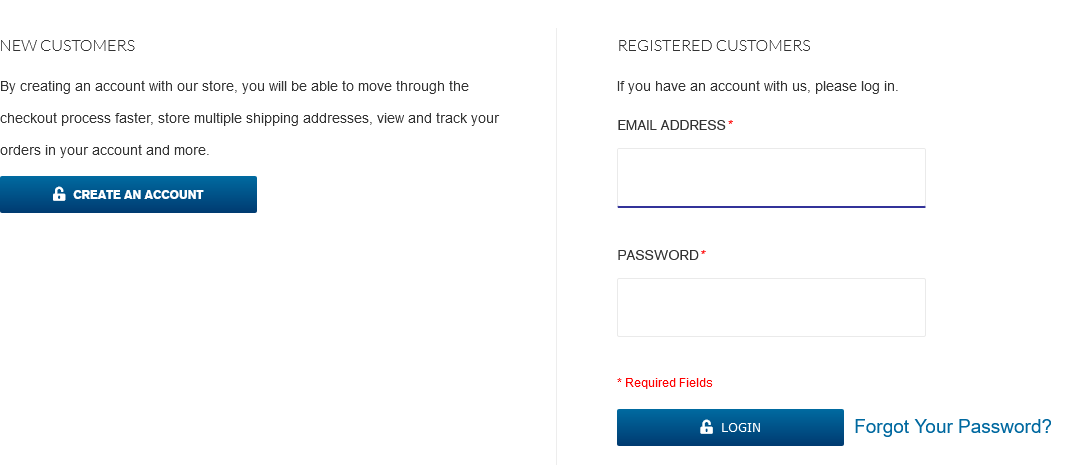 NEW CUSTOMERS
By creating an account with our store, you will be able to move through the
checkout process faster, store multiple shipping addresses, view and track your
orders in your account and more.
CREATE AN ACCOUNT
REGISTERED CUSTOMERS
If you have an account with us, please log in.
EMAIL ADDRESS*
PASSWORD*
* Required Fields
LOGIN
Forgot Your Password?